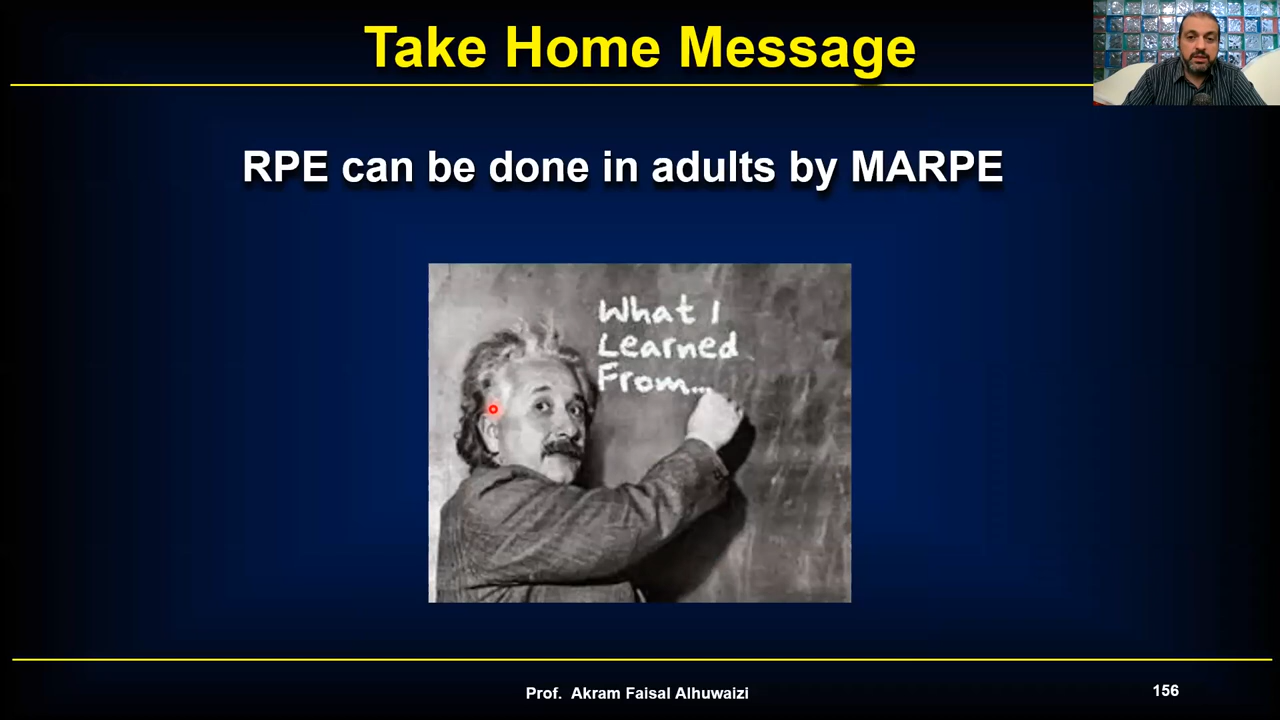 Take Home Message
RPE can be done in adults by MARPE
What I
Learned
From...
Prof. Akram Faisal Alhuwaizi
156